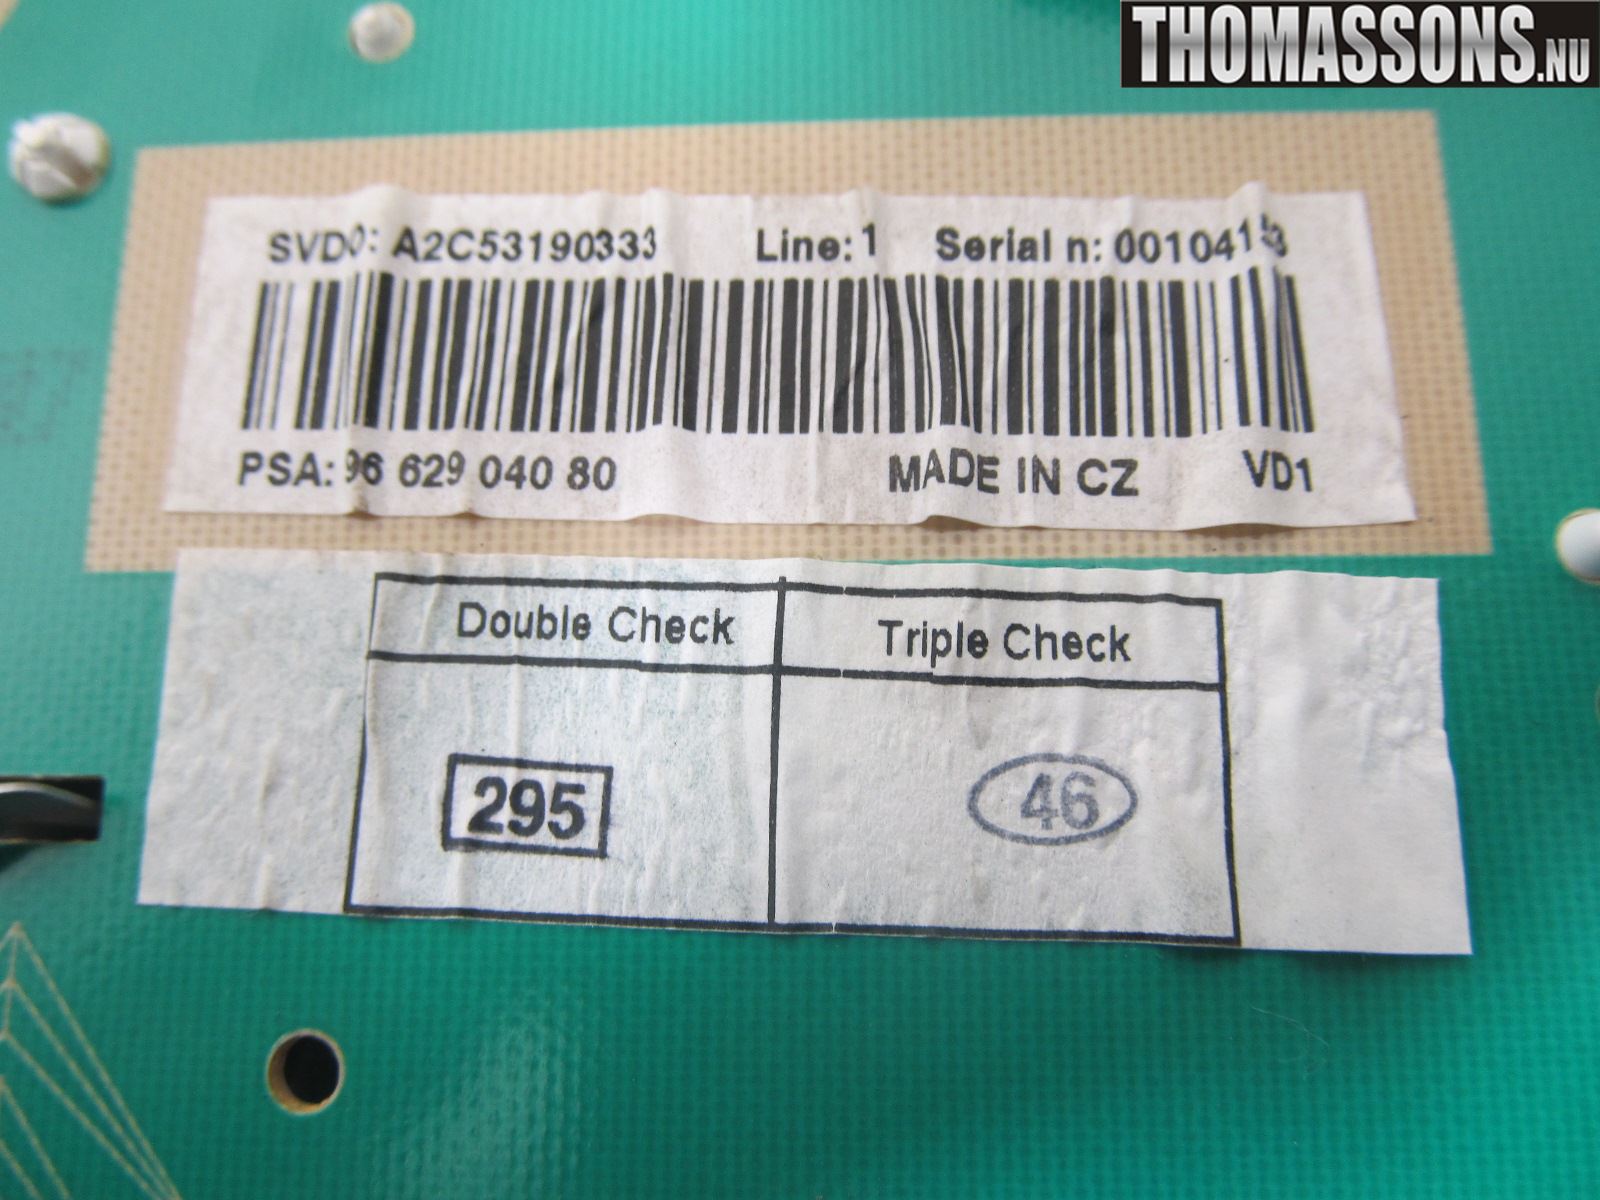 THOMASSONS.NU
SVDO: A2C53190333 Line: 1 Serial n:
PSA: 96 629 040 80 MADE IN CZ VD1
Double Check Triple Check
295 46